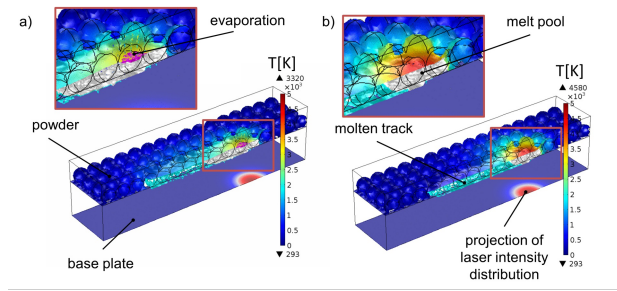 a)
evaporation
T[K]
▲ 3320
×10³
5
3.5
3
2.5
2
1.5
1
0.5
0
▼ 293
powder
base plate
b)
melt pool
T[K]
▲ 4580
×10³
5
4
3.5
3
2.5
2
1.5
1
0.5
0
▼ 293
molten track
projection of
laser intensity
distribution